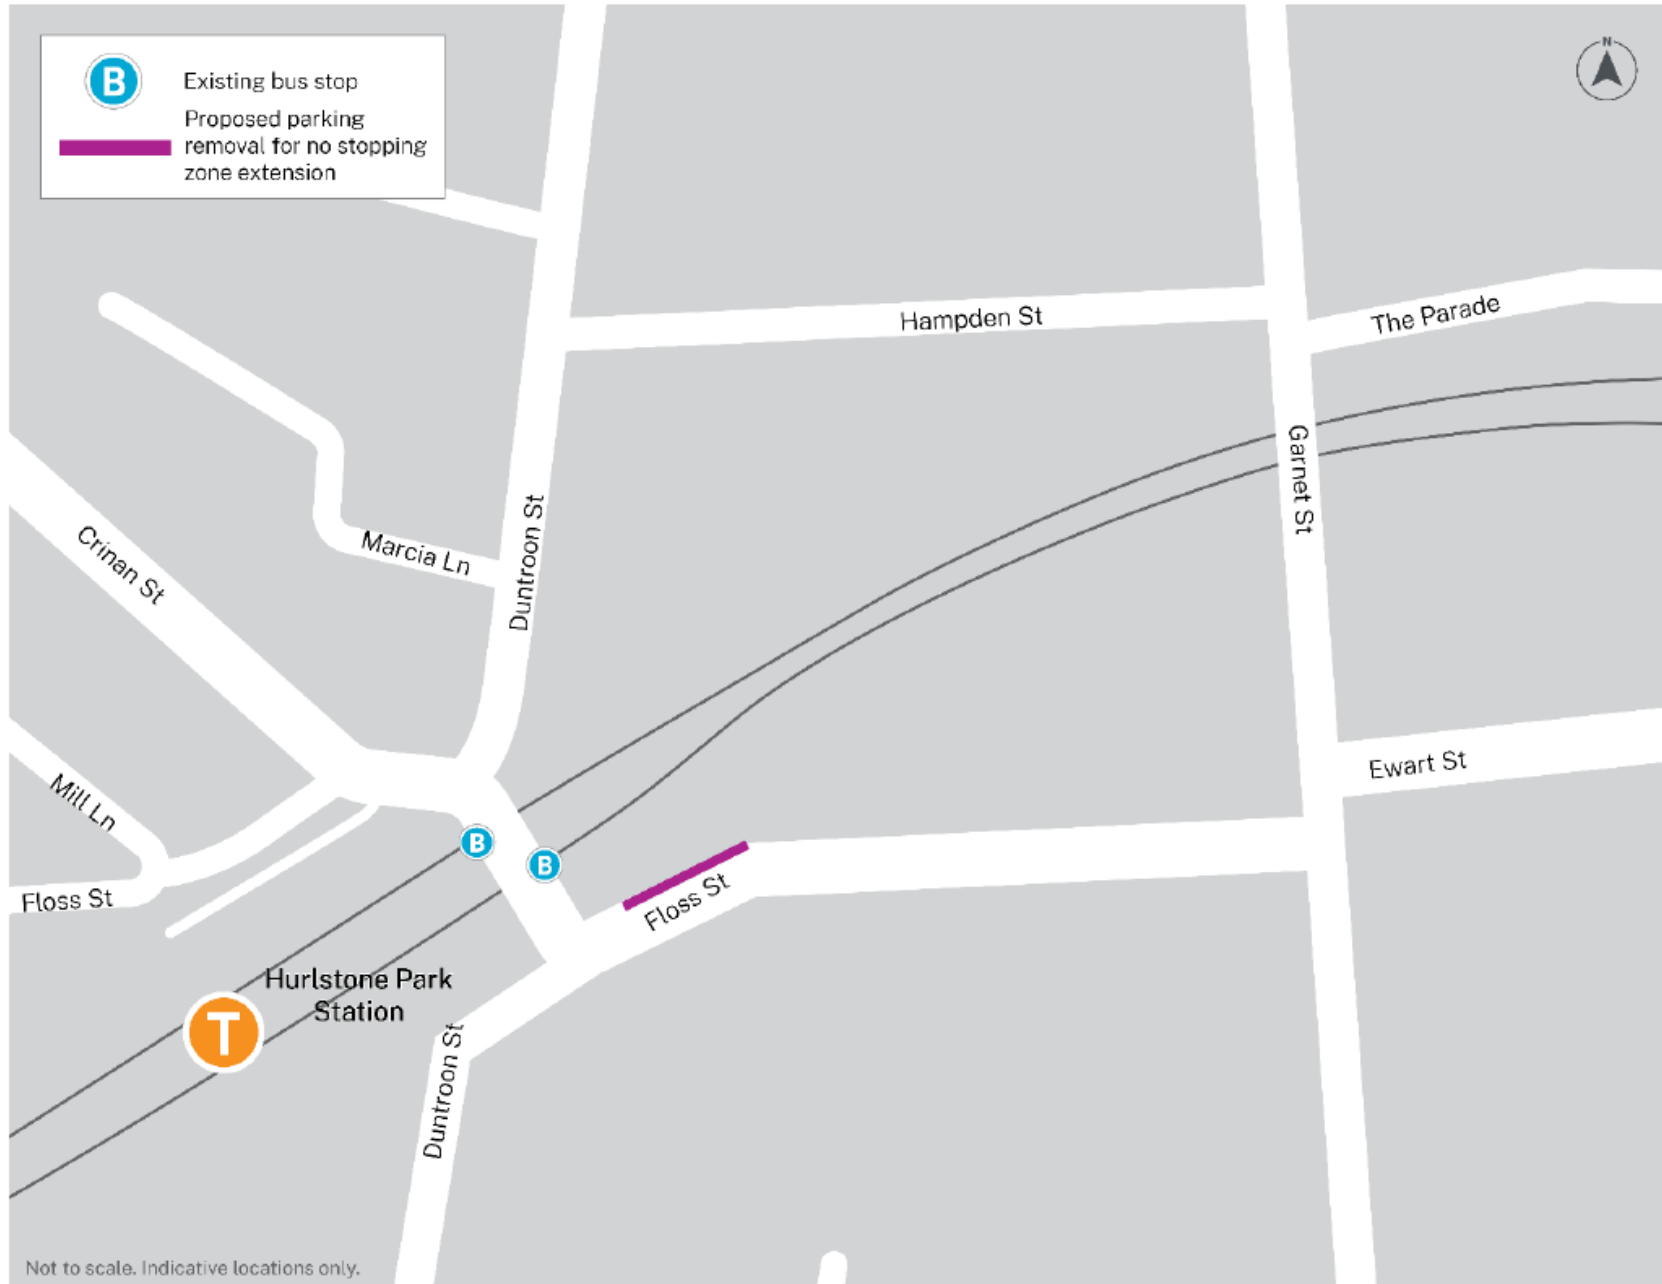 B
Existing bus stop
Proposed parking
removal for no stopping
zone extension
N
Hampden St
The Parade
Garnet St
Duntroon St
Marcia Ln
Crinan St
Mill Ln
Ewart St
B
B
Floss St
Floss St
Hurlstone Park
Station
T
Duntroon St
Not to scale. Indicative locations only.